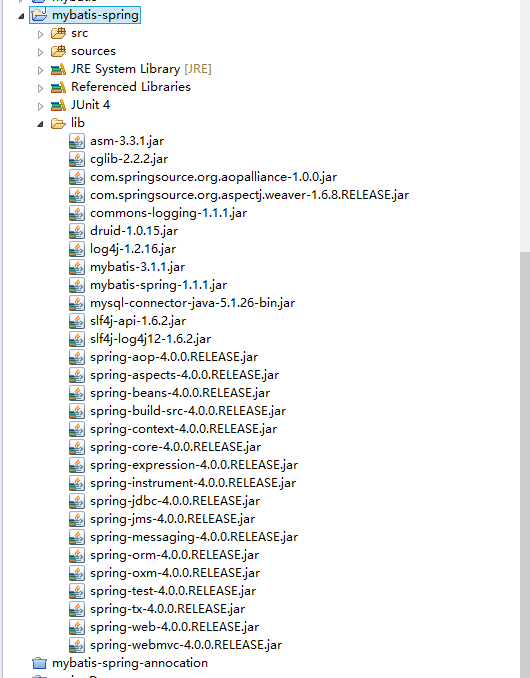 mybatis-spring
src
sources
JRE System Library [JRE]
Referenced Libraries
JUnit 4
lib
asm-3.3.1.jar
cglib-2.2.2.jar
com.springsource.org.aopalliance-1.0.0.jar
com.springsource.org.aspectj.weaver-1.6.8.RELEASE.jar
commons-logging-1.1.1.jar
druid-1.0.15.jar
log4j-1.2.16.jar
mybatis-3.1.1.jar
mybatis-spring-1.1.1.jar
mysql-connector-java-5.1.26-bin.jar
slf4j-api-1.6.2.jar
slf4j-log4j12-1.6.2.jar
spring-aop-4.0.0.RELEASE.jar
spring-aspects-4.0.0.RELEASE.jar
spring-beans-4.0.0.RELEASE.jar
spring-build-src-4.0.0.RELEASE.jar
spring-context-4.0.0.RELEASE.jar
spring-core-4.0.0.RELEASE.jar
spring-expression-4.0.0.RELEASE.jar
spring-instrument-4.0.0.RELEASE.jar
spring-jdbc-4.0.0.RELEASE.jar
spring-jms-4.0.0.RELEASE.jar
spring-messaging-4.0.0.RELEASE.jar
spring-orm-4.0.0.RELEASE.jar
spring-oxm-4.0.0.RELEASE.jar
spring-test-4.0.0.RELEASE.jar
spring-tx-4.0.0.RELEASE.jar
spring-web-4.0.0.RELEASE.jar
spring-webmvc-4.0.0.RELEASE.jar
mybatis-spring-annocation